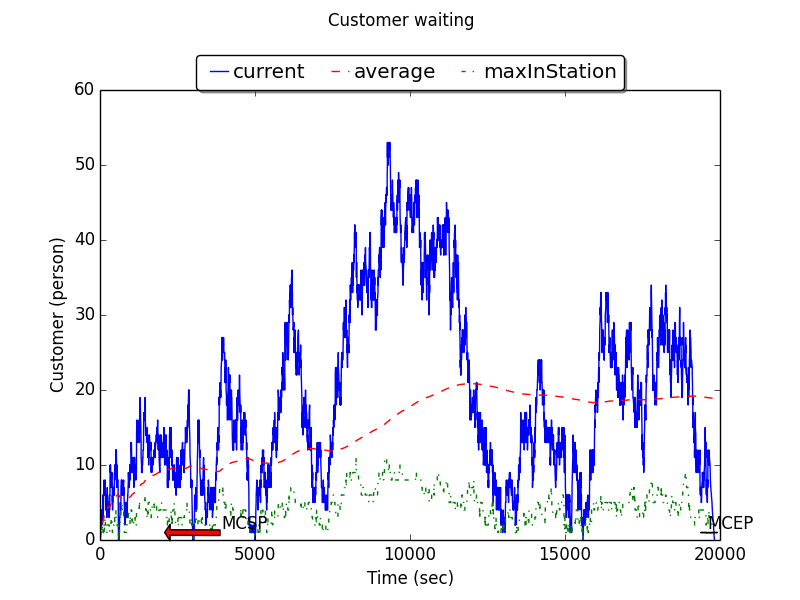 Customer waiting
current average maxInStation
60
50
40
30
20
10
0
Customer (person)
MCSP
MCEP
0 5000 10000 15000 20000
Time (sec)